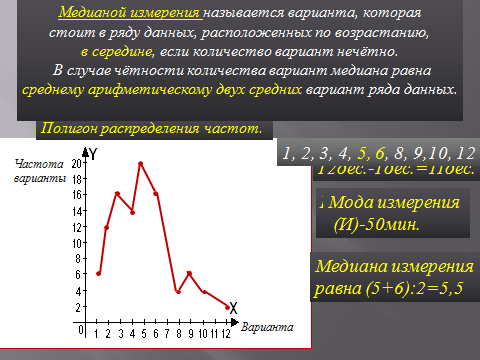 Медианой измерения называется варианта, которая
стоит в ряду данных, расположенных по возрастанию,
в середине, если количество вариант нечётно.
В случае чётности количества вариант медиана равна
среднему арифметическому двух средних вариант ряда данных.
Полигон распределения частот.
1, 2, 3, 4, 5, 6, 8, 9,10, 12
12бес.-1бес.=11бес.
Мода измерения
(И)-50мин.
Медиана измерения
равна (5+6):2=5,5
Частота
варианты
Y
20
18
16
14
12
10
8
6
4
2
0
1 2 3 4 5 6 7 8 9 10 11 12
X
Варианта